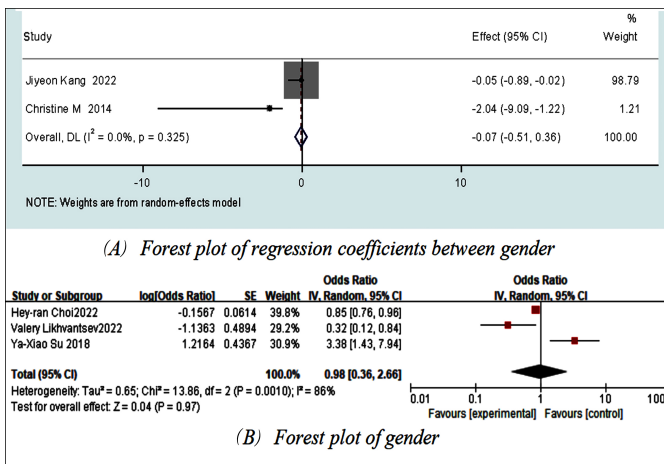 %
Study Effect (95% CI) Weight
Jiyeon Kang 2022 -0.05 (-0.89, -0.02) 98.79
Christine M 2014 -2.04 (-9.09, -1.22) 1.21
Overall, DL (I² = 0.0%, p = 0.325) -0.07 (-0.51, 0.36) 100.00
-10 0 10
NOTE: Weights are from random-effects model
(A) Forest plot of regression coefficients between gender
Odds Ratio Odds Ratio
Study or Subgroup log[Odds Ratio] SE Weight IV, Random, 95% CI IV, Random, 95% CI
Hey-ran Choi2022 -0.1567 0.0614 39.8% 0.85 [0.76, 0.96]
Valery Likhvantsev2022 -1.1363 0.4894 29.2% 0.32 [0.12, 0.84]
Ya-Xiao Su 2018 1.2164 0.4367 30.9% 3.38 [1.43, 7.94]
Total (95% CI) 100.0% 0.98 [0.36, 2.66]
Heterogeneity: Tau² = 0.65; Chi² = 13.86, df = 2 (P = 0.0010); I² = 86%
Test for overall effect: Z = 0.04 (P = 0.97)
0.01 0.1 1 10 100
Favours [experimental] Favours [control]
(B) Forest plot of gender